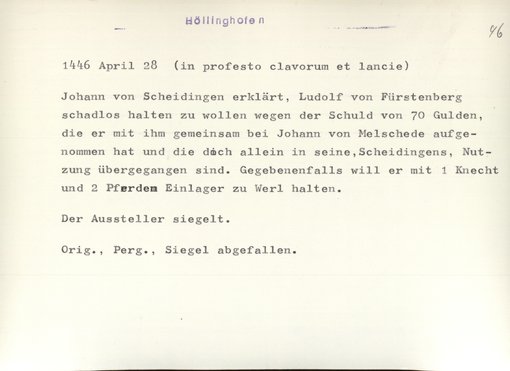 Höllinghofen
46
1446 April 28 (in profesto clavorum et lancie)
Johann von Scheidingen erklärt, Ludolf von Fürstenberg
schadlos halten zu wollen wegen der Schuld von 70 Gulden,
die er mit ihm gemeinsam bei Johann von Melschede aufge-
nommen hat und die doch allein in seine,Scheidingens, Nut-
zung übergegangen sind. Gegebenenfalls will er mit 1 Knecht
und 2 Pferden Einlager zu Werl halten.
Der Aussteller siegelt.
Orig., Perg., Siegel abgefallen.